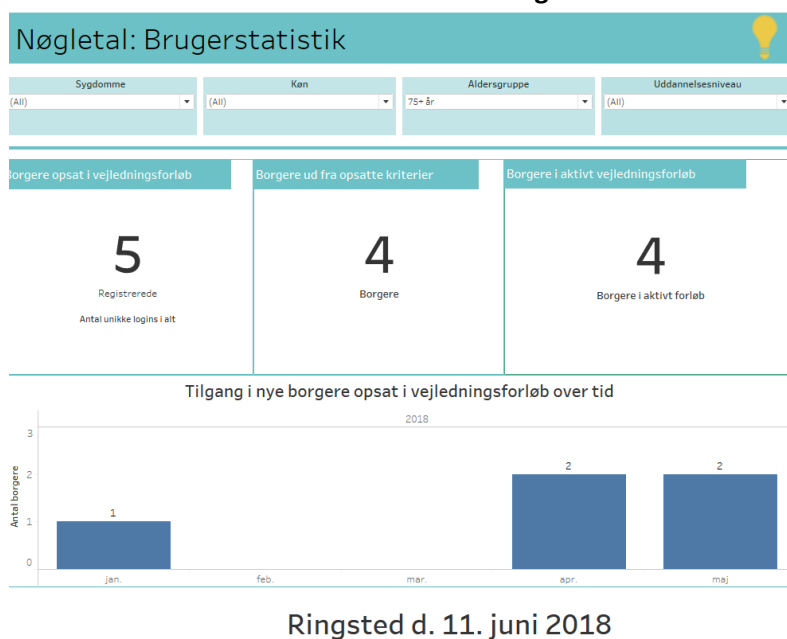 Nøgletal: Brugerstatistik
Sygdomme
(All)
Køn
(All)
Aldersgruppe
75+ år
Uddannelsesniveau
(All)
Borgere opsat i vejledningsforløb
5
Registrerede
Antal unikke logins i alt
Borgere ud fra opsatte kriterier
4
Borgere
Borgere i aktivt vejledningsforløb
4
Borgere i aktivt forløb
Tilgang i nye borgere opsat i vejledningsforløb over tid
2018
Antal borgere
3
2
1
0
1
2
2
jan.
feb.
mar.
apr.
maj
Ringsted d. 11. juni 2018